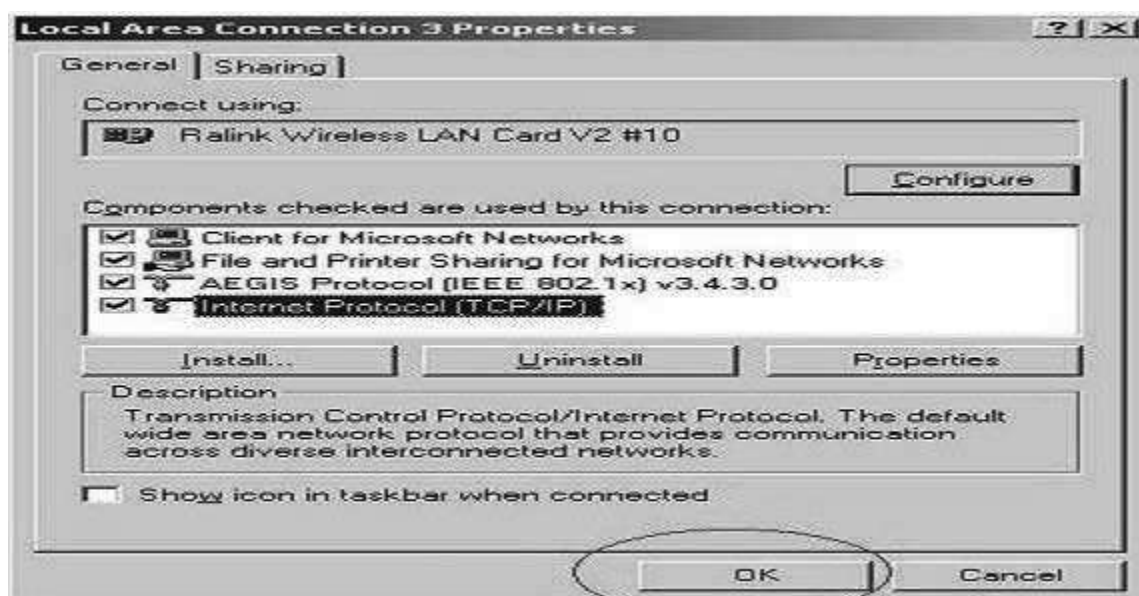 Local Area Connection 3 Properties
General
Sharing
Connect using:
Ralink Wireless LAN Card V2 #10
Configure
Components checked are used by this connection:
Client for Microsoft Networks
File and Printer Sharing for Microsoft Networks
AEGIS Protocol (IEEE 802.1x) v3.4.3.0
Internet Protocol (TCP/IP)
Install... Uninstall Properties
Description
Transmission Control Protocol/Internet Protocol. The default
wide area network protocol that provides communication
across diverse interconnected networks.
Show icon in taskbar when connected
OK Cancel